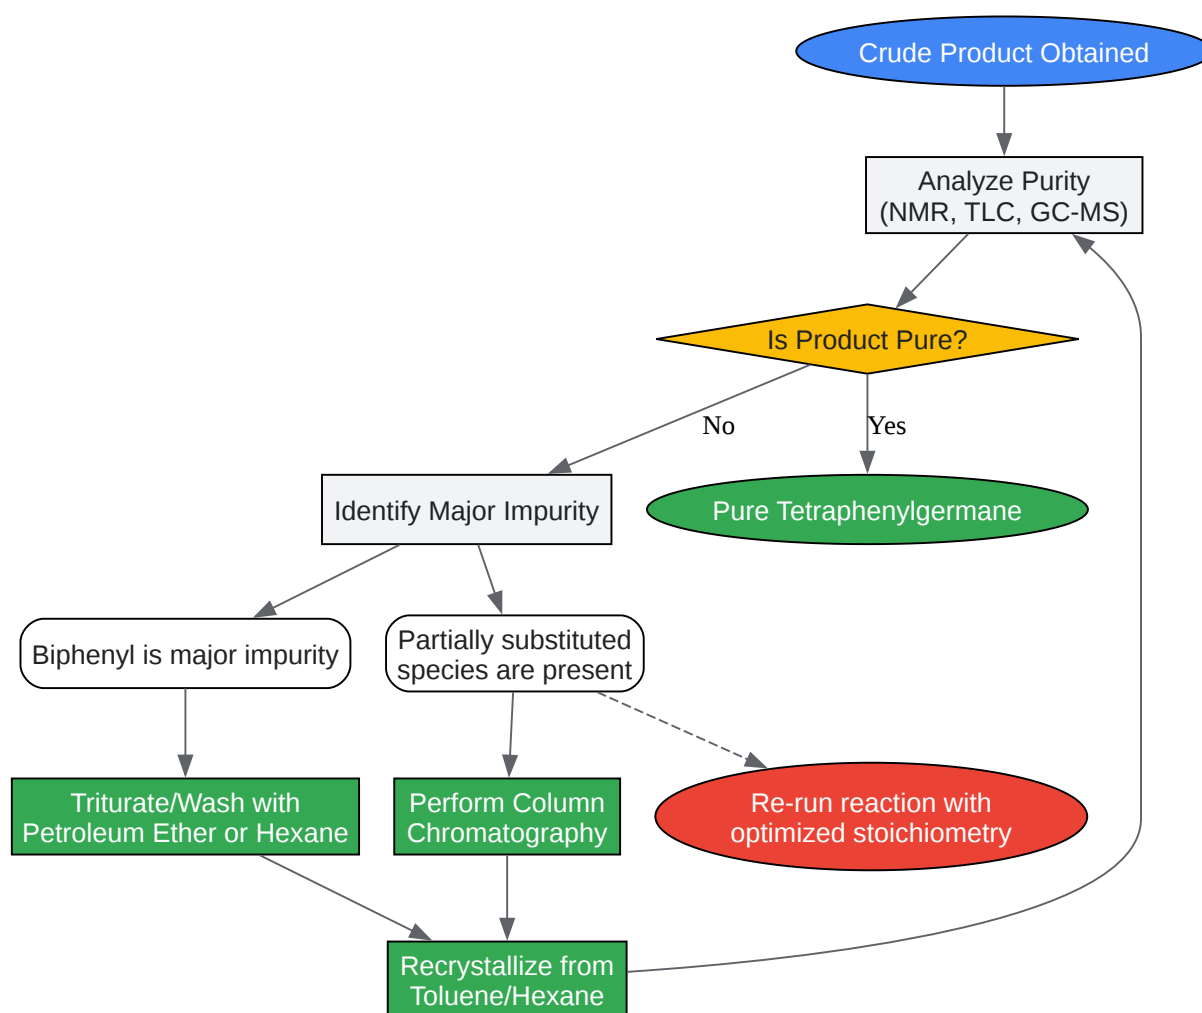 Crude Product Obtained
Analyze Purity
(NMR, TLC, GC-MS)
Is Product Pure?
No
Yes
Identify Major Impurity
Pure Tetraphenylgermane
Biphenyl is major impurity
Partially substituted
species are present
Triturate/Wash with
Petroleum Ether or Hexane
Perform Column
Chromatography
Re-run reaction with
optimized stoichiometry
Recrystallize from
Toluene/Hexane